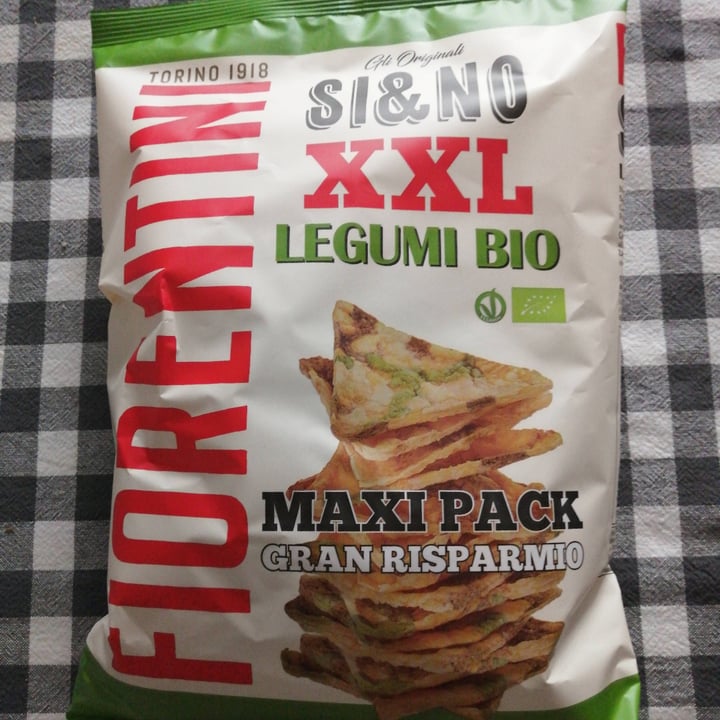 TORINO 1918
FIORENTINI
Gli Originali
SI&NO
XXL
LEGUMI BIO
MAXI PACK
GRAN RISPARMIO